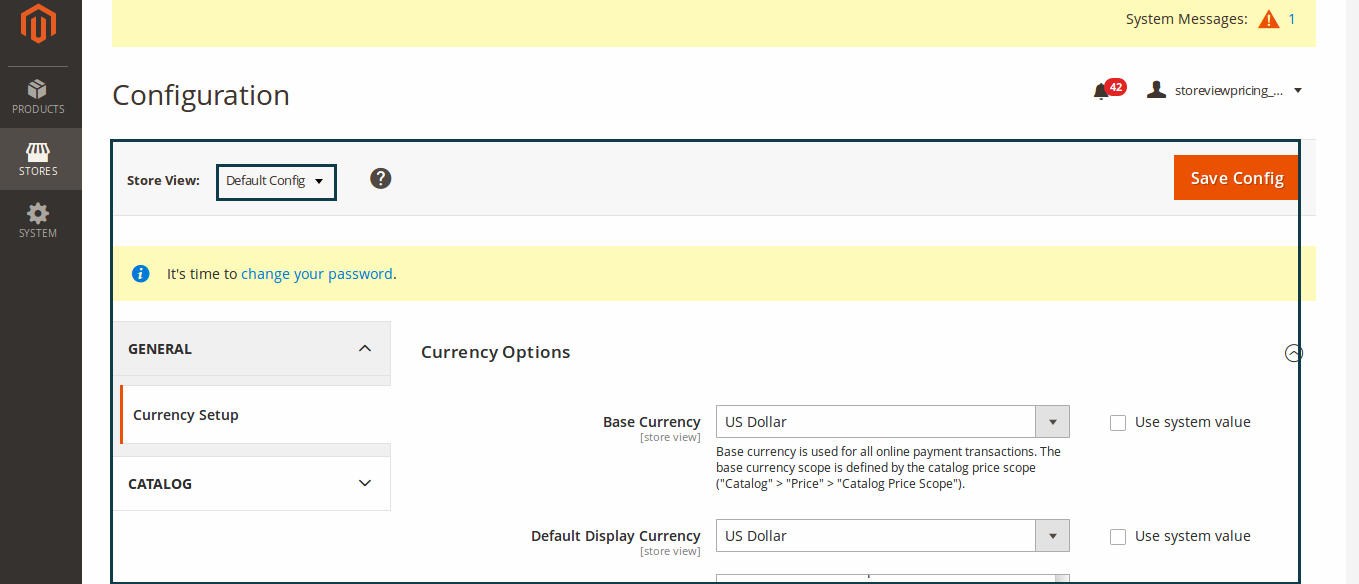 System Messages: 1
Configuration
42 storeviewpricing_...
PRODUCTS
STORES
SYSTEM
Store View: Default Config ? Save Config
i It's time to change your password.
GENERAL
Currency Setup
CATALOG
Currency Options
Base Currency US Dollar Use system value
[store view]
Base currency is used for all online payment transactions. The
base currency scope is defined by the catalog price scope
("Catalog" > "Price" > "Catalog Price Scope").
Default Display Currency US Dollar Use system value
[store view]